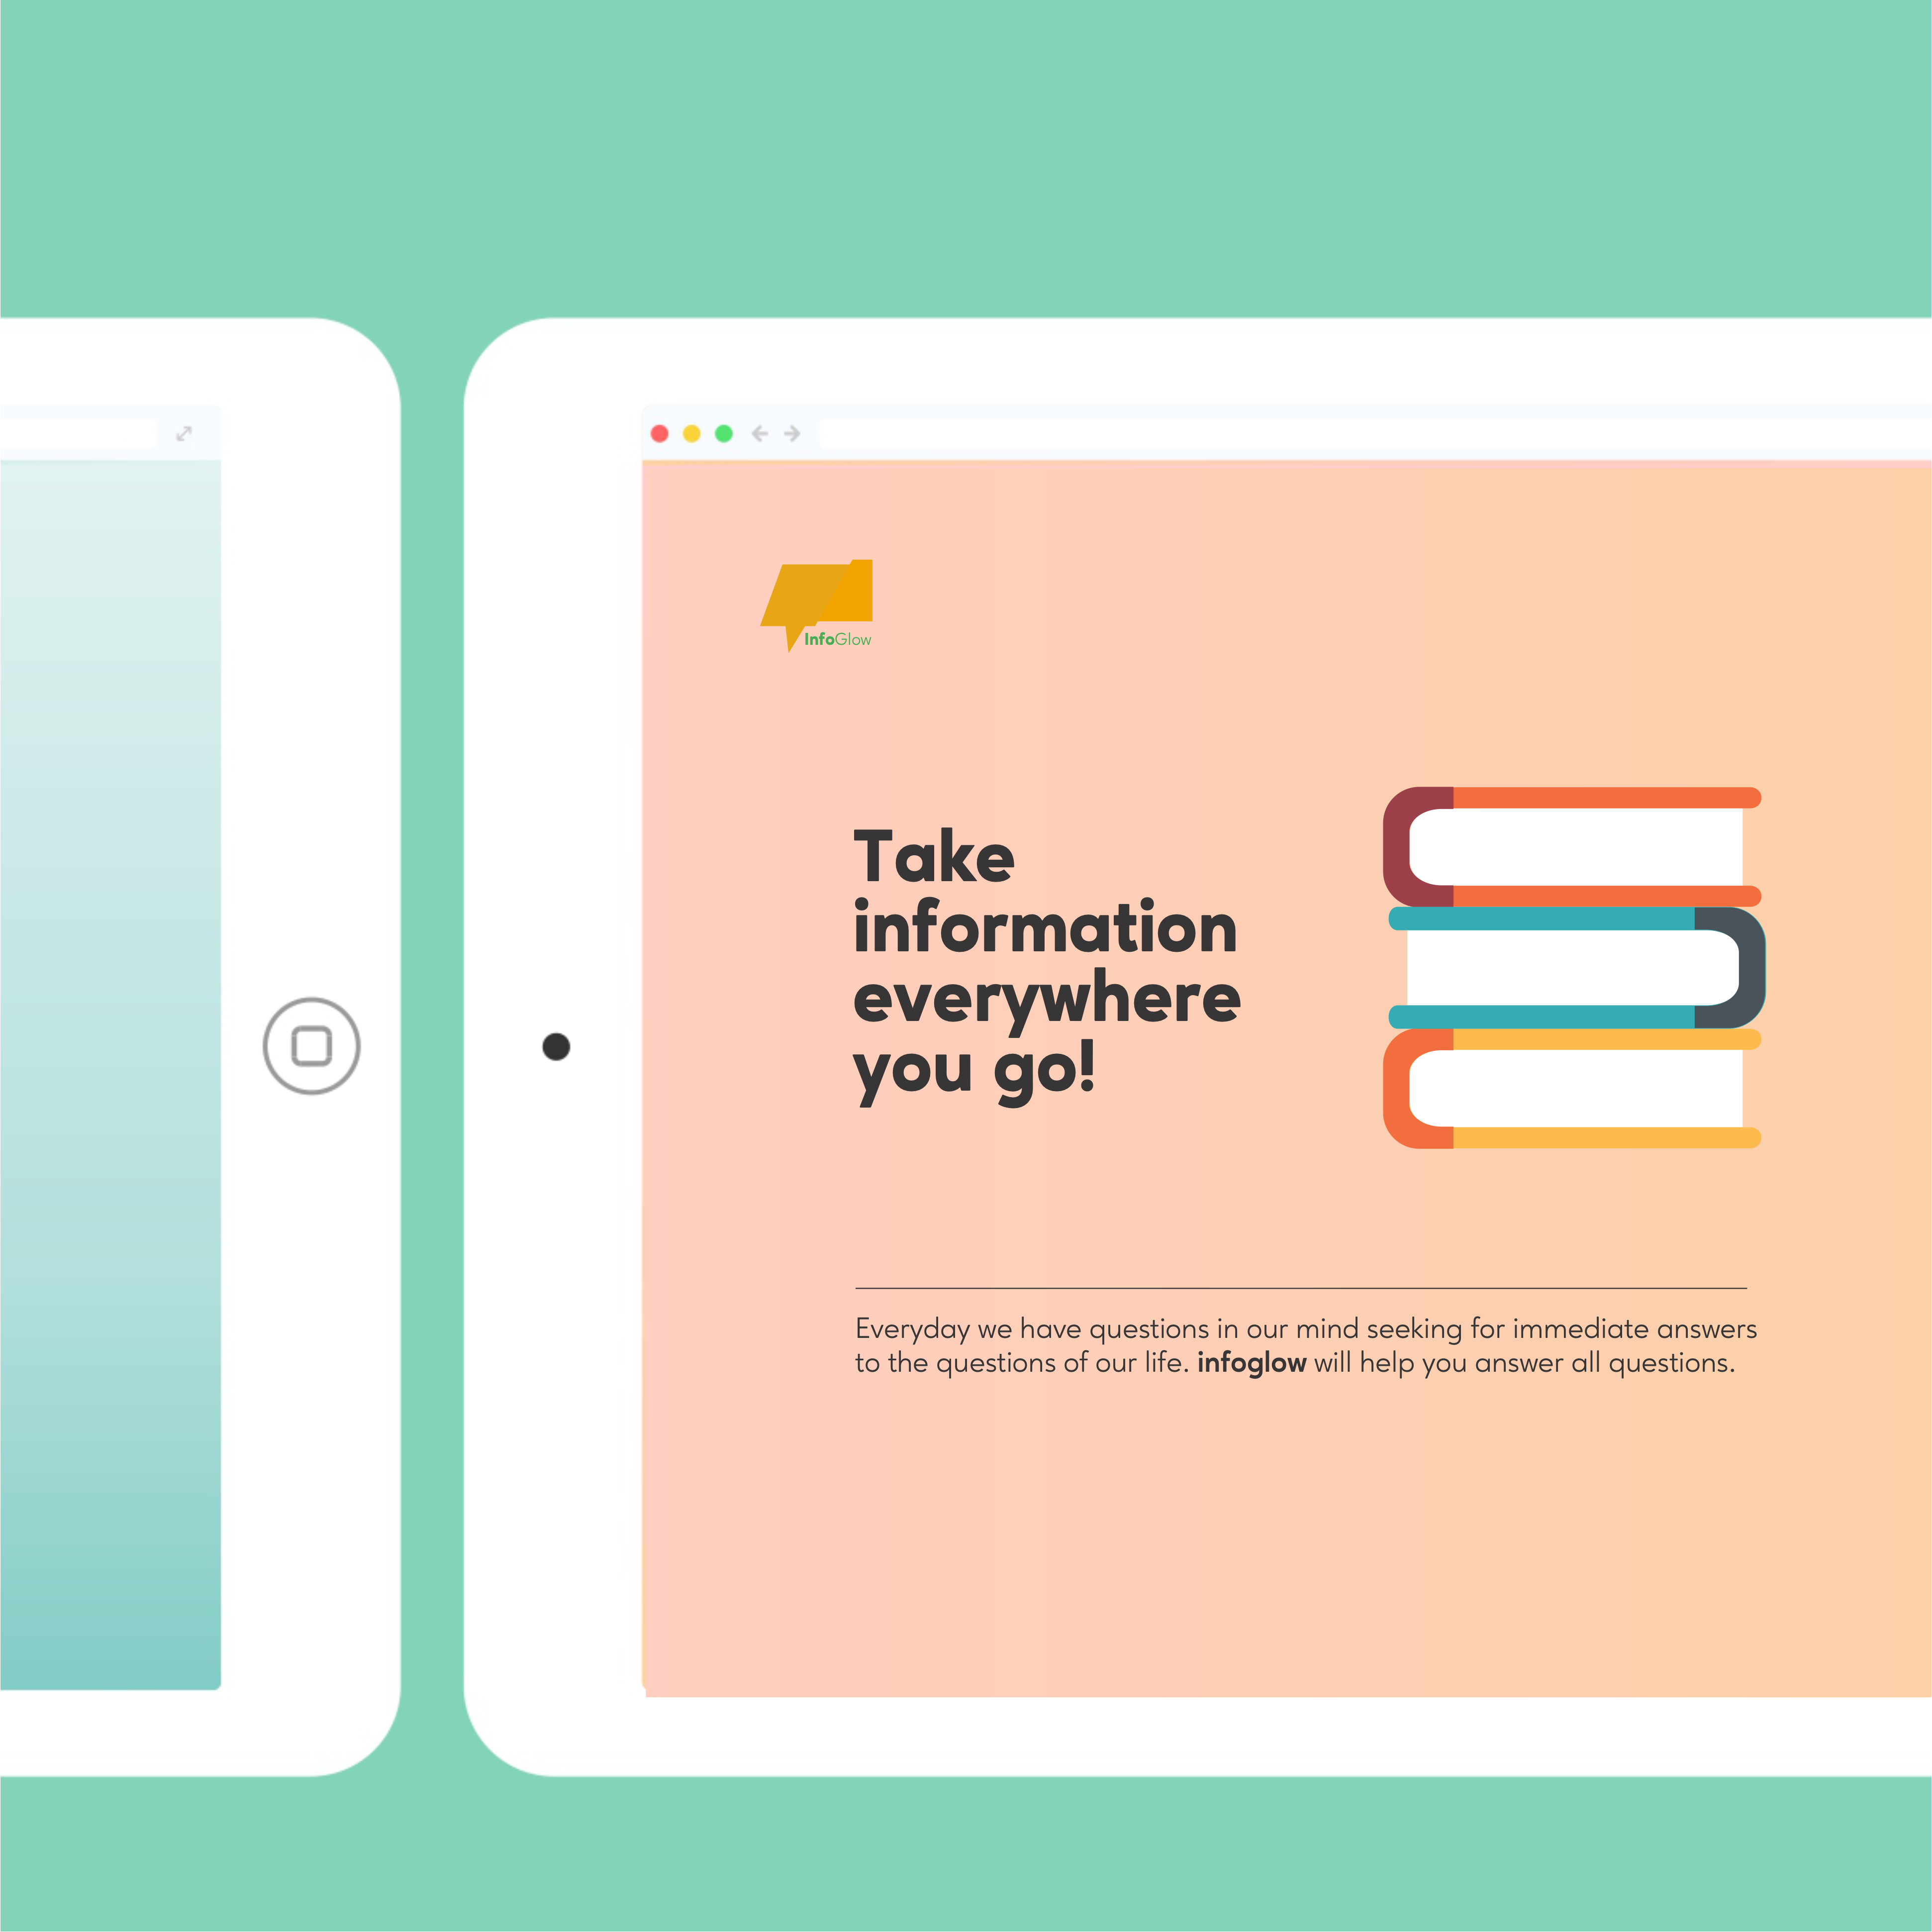 InfoGlow
Take
information
everywhere
you go!
Everyday we have questions in our mind seeking for immediate answers
to the questions of our life. infoglow will help you answer all questions.